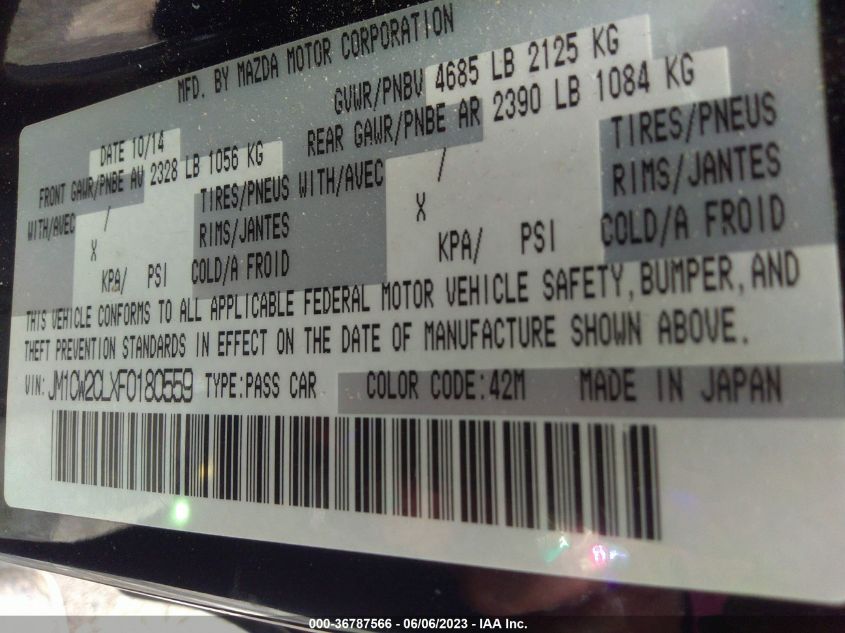 MFD. BY MAZDA MOTOR CORPORATION
DATE 10/14 GVWR/PNBV 4685 LB 2125 KG
FRONT GAWR/PNBE AV 2328 LB 1056 KG REAR GAWR/PNBE AR 2390 LB 1084 KG
WITH/AVEC / TIRES/PNEUS WITH/AVEC / TIRES/PNEUS
X RIMS/JANTES X RIMS/JANTES
KPA/ PSI COLD/A FROID KPA/ PSI COLD/A FROID
THIS VEHICLE CONFORMS TO ALL APPLICABLE FEDERAL MOTOR VEHICLE SAFETY, BUMPER, AND
THEFT PREVENTION STANDARDS IN EFFECT ON THE DATE OF MANUFACTURE SHOWN ABOVE.
VIN: JM1CW2CLXF0180559 TYPE: PASS CAR COLOR CODE: 42M MADE IN JAPAN
000-36787566 - 06/06/2023 - IAA Inc.